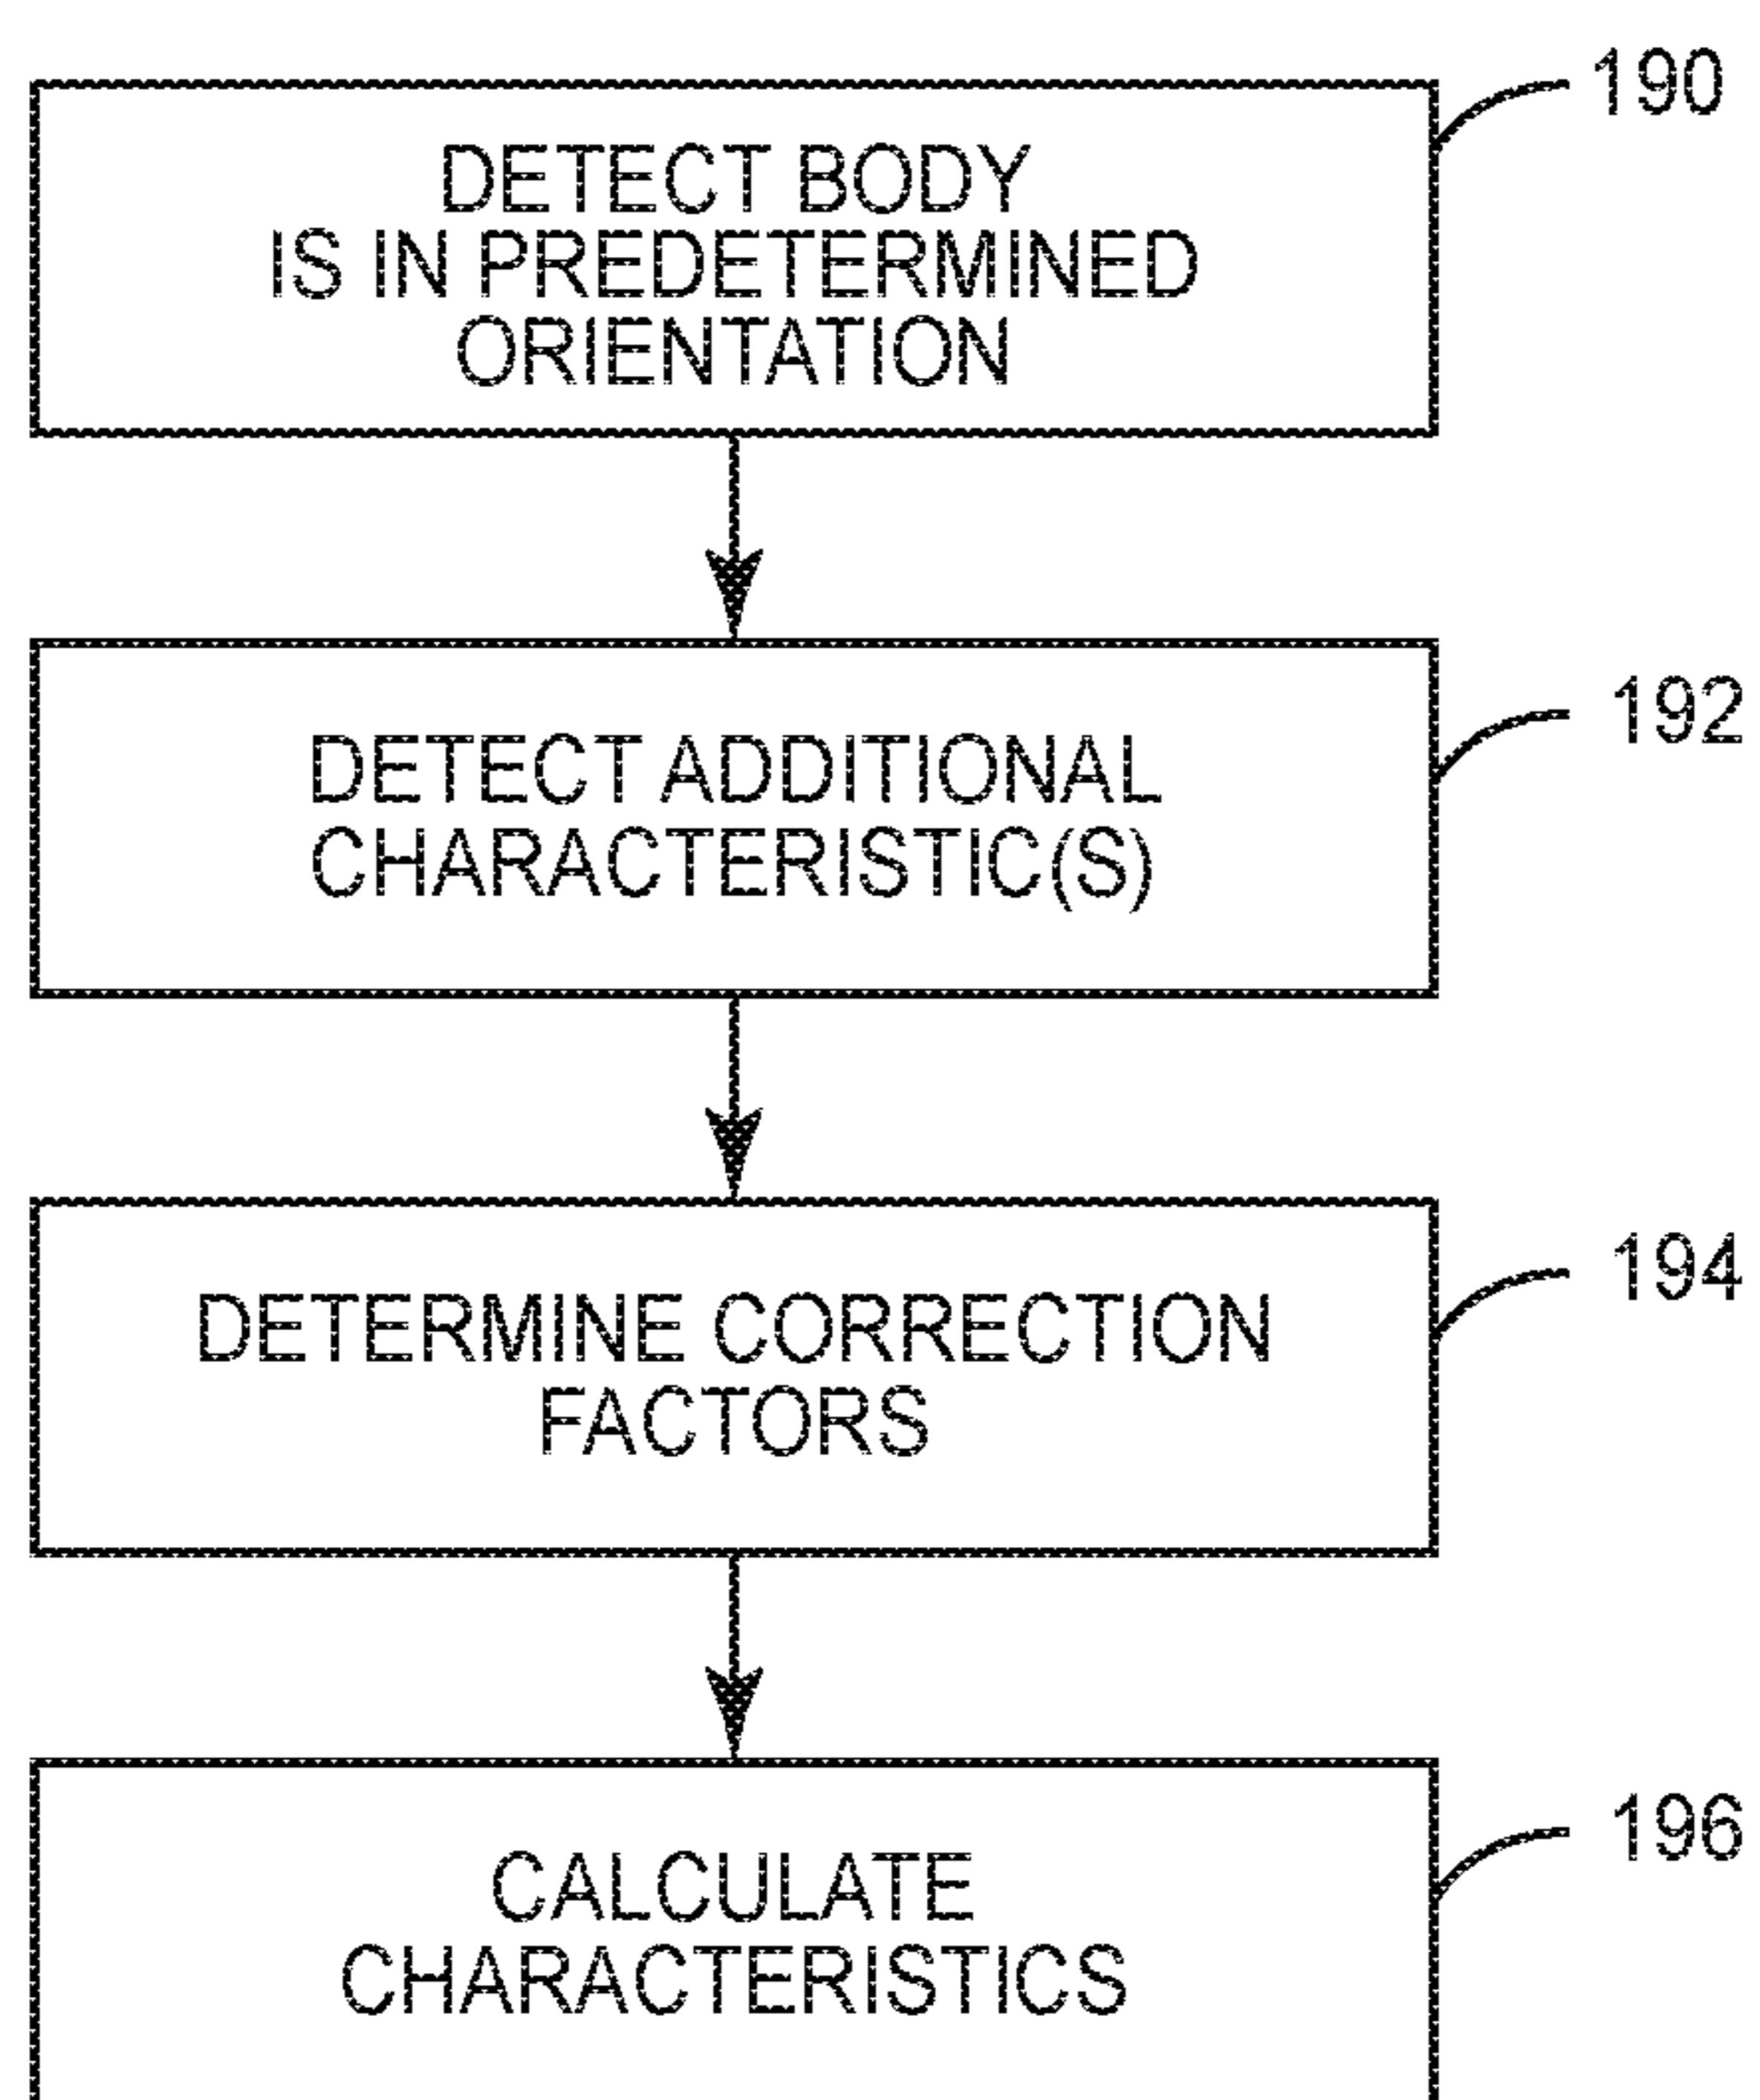 190
DETECT BODY
IS IN PREDETERMINED
ORIENTATION
192
DETECT ADDITIONAL
CHARACTERISTIC(S)
194
DETERMINE CORRECTION
FACTORS
196
CALCULATE
CHARACTERISTICS